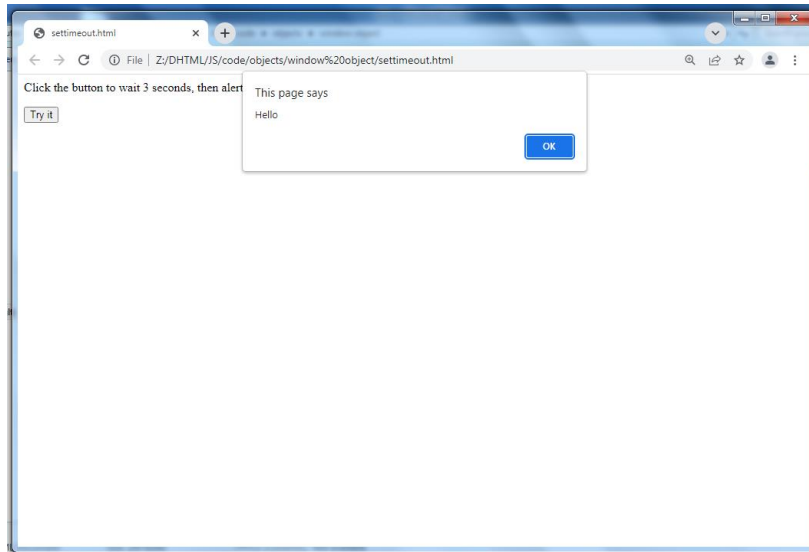 settimeout.html
File | Z:/DHTML/JS/code/objects/window%20object/settimeout.html
Click the button to wait 3 seconds, then alert
Try it
This page says
Hello
OK